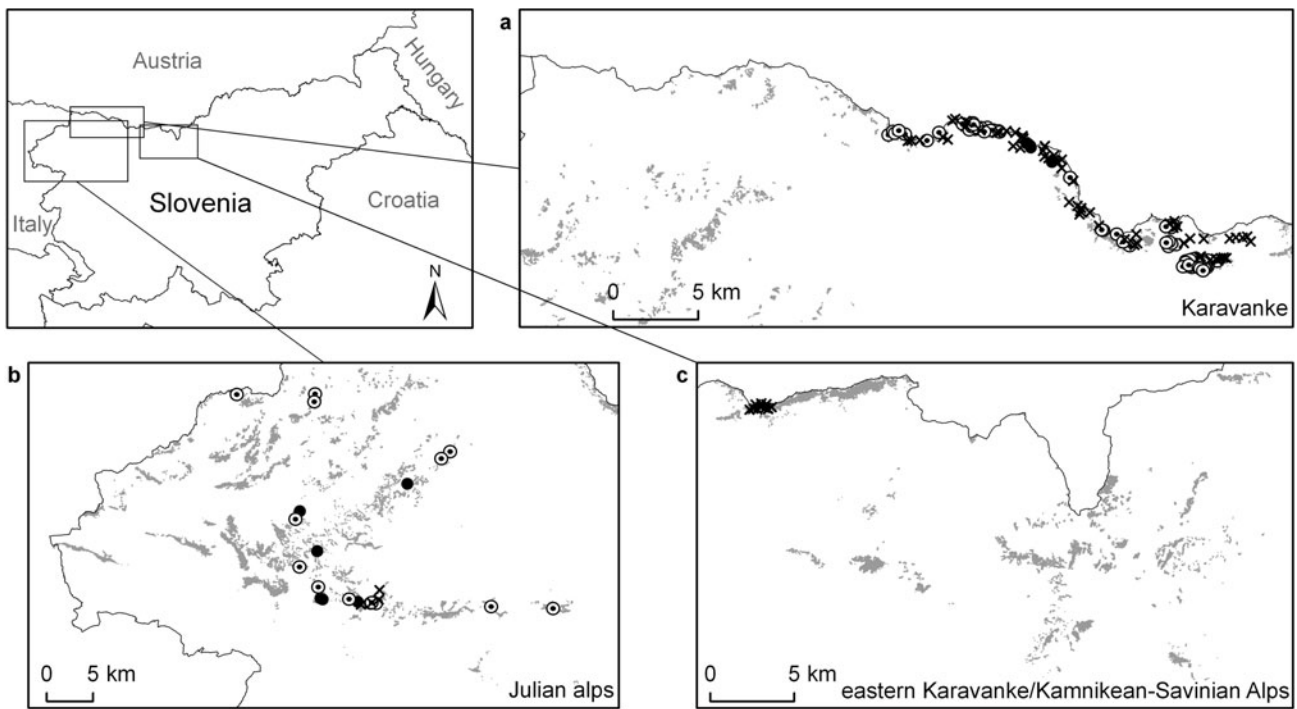 Austria
Hungary
Slovenia
Croatia
Italy
N
a
0 5 km
Karavanke
b
0 5 km
Julian alps
c
0 5 km
eastern Karavanke/Kamnikean-Savinian Alps